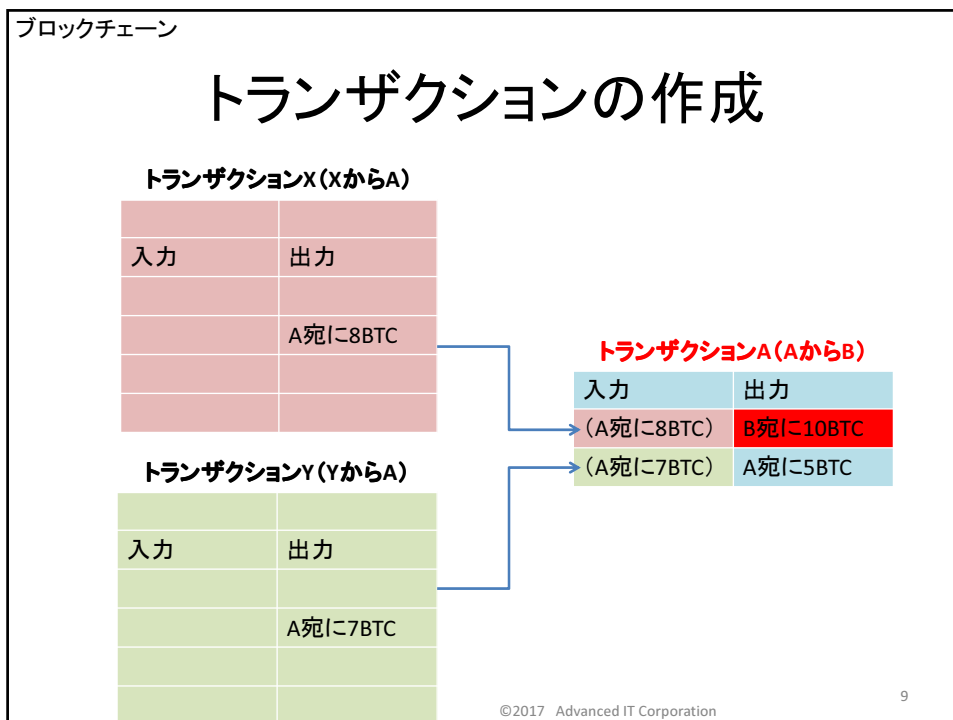 ブロックチェーン
トランザクションの作成
トランザクションX(XからA)
入力 出力
A宛に8BTC
トランザクションA(AからB)
入力 出力
(A宛に8BTC) B宛に10BTC
(A宛に7BTC) A宛に5BTC
トランザクションY(YからA)
入力 出力
A宛に7BTC
©2017 Advanced IT Corporation
9